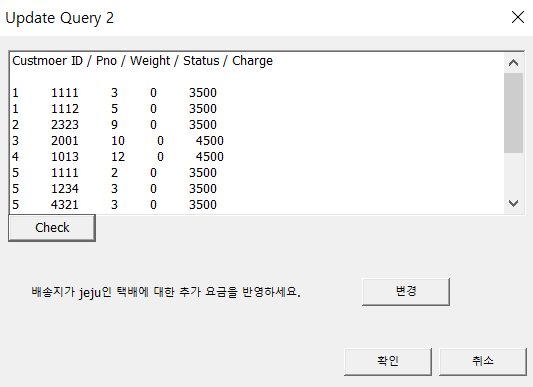 Update Query 2
Custmoer ID / Pno / Weight / Status / Charge
1 1111 3 0 3500
1 1112 5 0 3500
2 2323 9 0 3500
3 2001 10 0 4500
4 1013 12 0 4500
5 1111 2 0 3500
5 1234 3 0 3500
5 4321 3 0 3500
Check
배송지가 jeju인 택배에 대한 추가 요금을 반영하세요.
변경
확인
취소